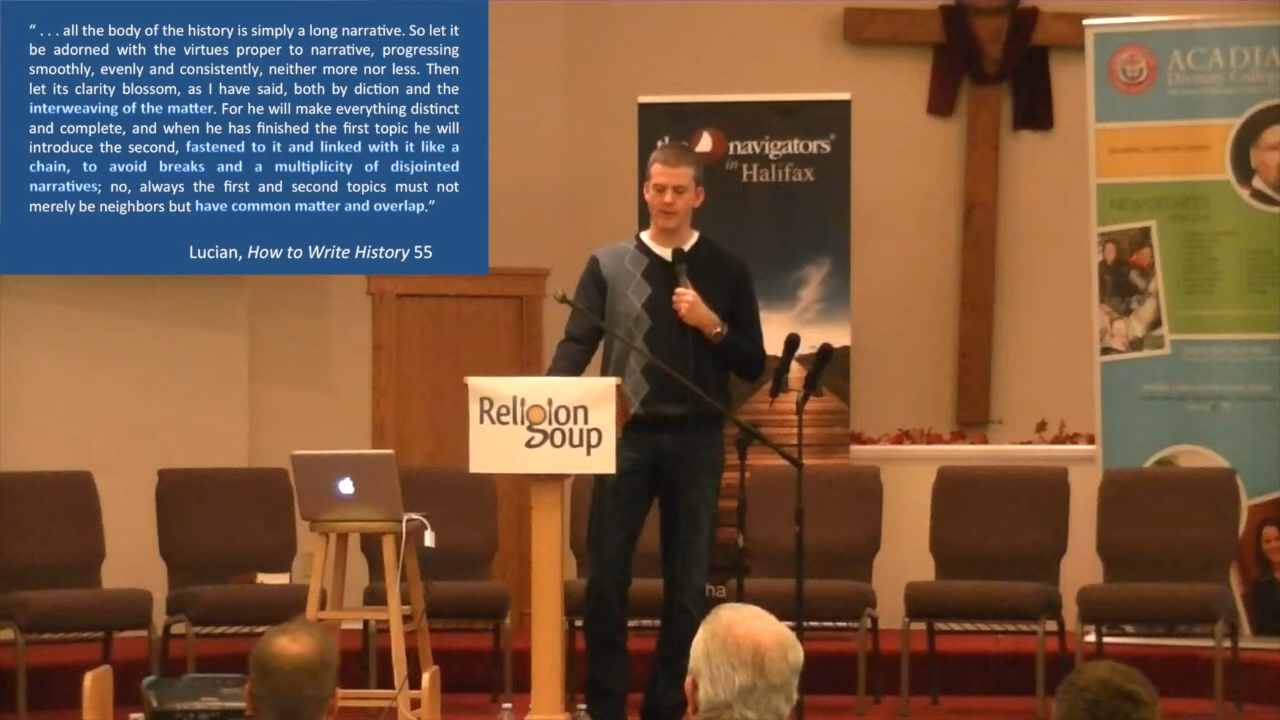 “ . . . all the body of the history is simply a long narrative. So let it
be adorned with the virtues proper to narrative, progressing
smoothly, evenly and consistently, neither more nor less. Then
let its clarity blossom, as I have said, both by diction and the
interweaving of the matter. For he will make everything distinct
and complete, and when he has finished the first topic he will
introduce the second, fastened to it and linked with it like a
chain, to avoid breaks and a multiplicity of disjointed
narratives; no, always the first and second topics must not
merely be neighbors but have common matter and overlap.”
Lucian, How to Write History 55
the navigators®
in Halifax
ACADIA
Divinity College
Religion
Soup
ha